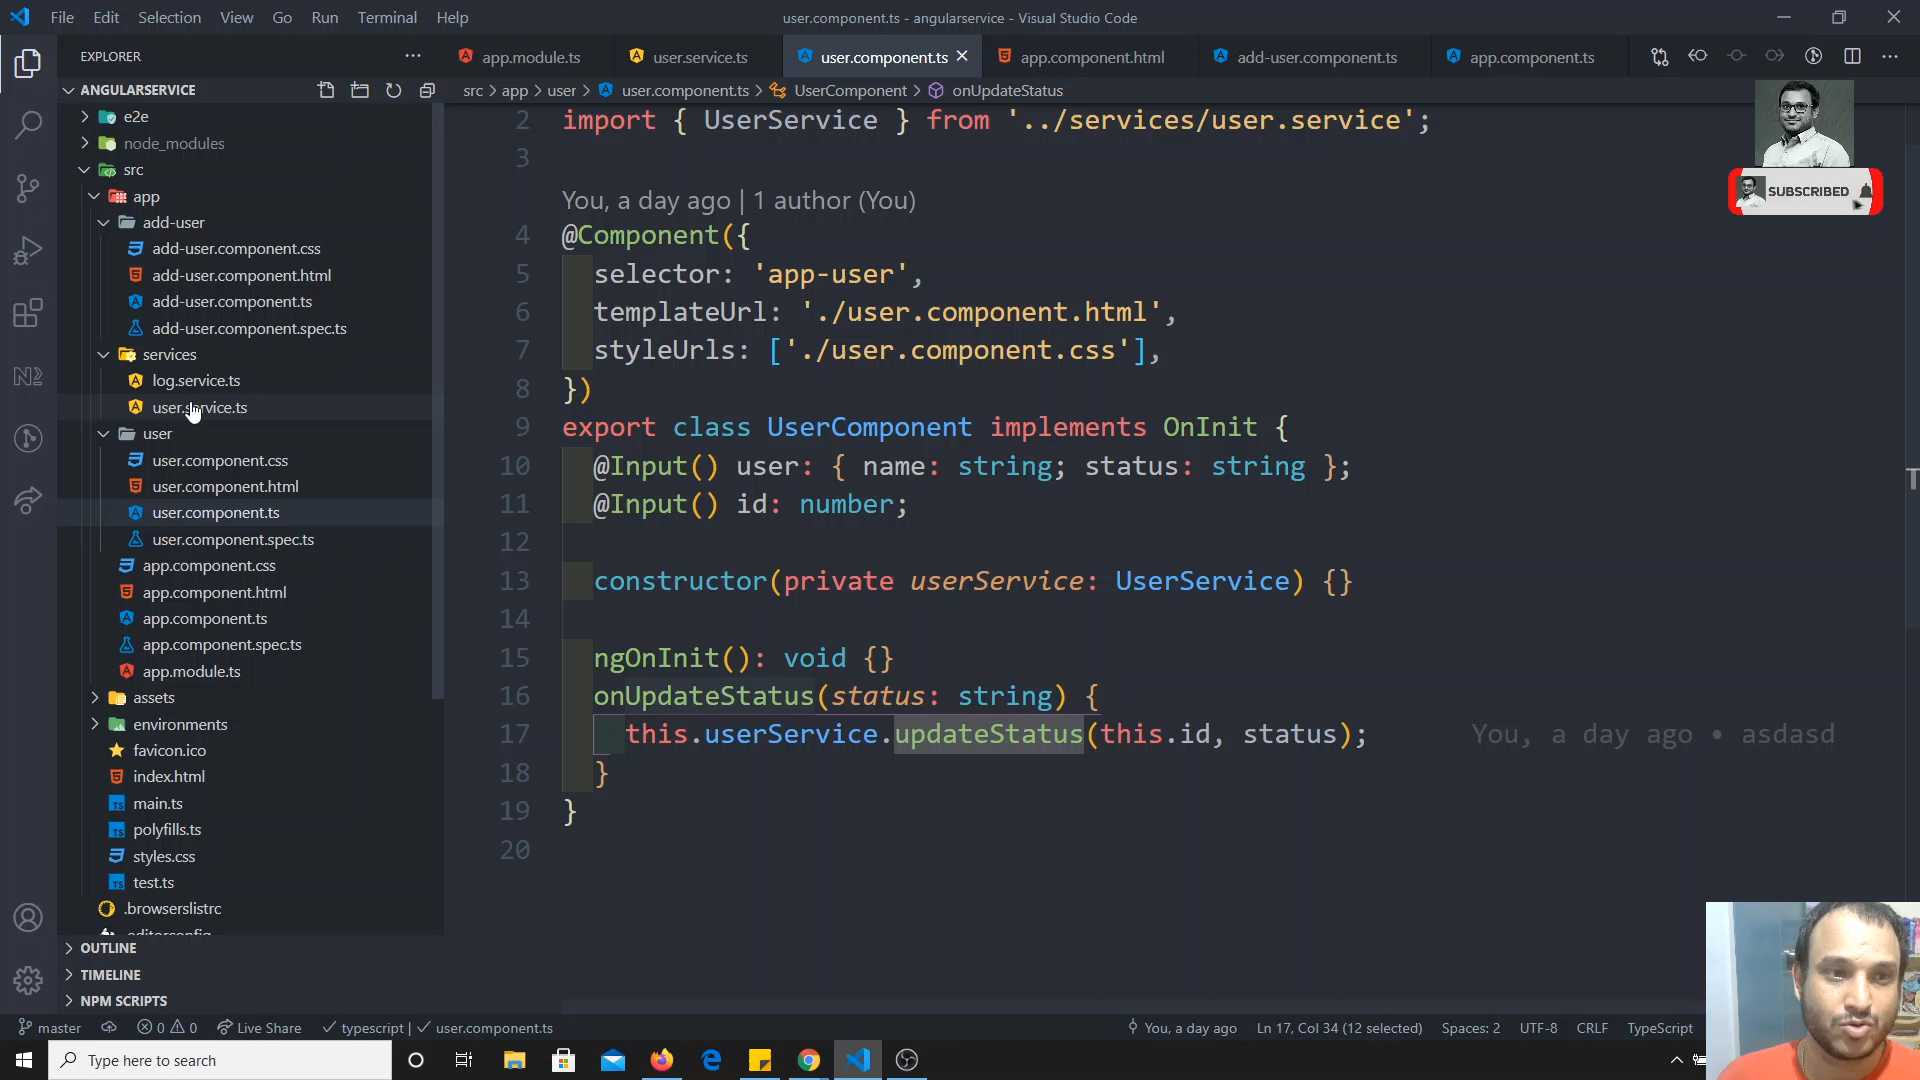 File Edit Selection View Go Run Terminal Help
user.component.ts - angularservice - Visual Studio Code
EXPLORER
app.module.ts
user.service.ts
user.component.ts
app.component.html
add-user.component.ts
app.component.ts
ANGULARSERVICE
src > app > user > user.component.ts > UserComponent > onUpdateStatus
e2e
node_modules
src
app
add-user
add-user.component.css
add-user.component.html
add-user.component.ts
add-user.component.spec.ts
services
log.service.ts
user.service.ts
user
user.component.css
user.component.html
user.component.ts
user.component.spec.ts
app.component.css
app.component.html
app.component.ts
app.component.spec.ts
app.module.ts
assets
environments
favicon.ico
index.html
main.ts
polyfills.ts
styles.css
test.ts
.browserslistrc
.editorconfig
OUTLINE
TIMELINE
NPM SCRIPTS
2 import { UserService } from '../services/user.service';
3
You, a day ago | 1 author (You)
4 @Component({
5 selector: 'app-user',
6 templateUrl: './user.component.html',
7 styleUrls: ['./user.component.css'],
8 })
9 export class UserComponent implements OnInit {
10 @Input() user: { name: string; status: string };
11 @Input() id: number;
12
13 constructor(private userService: UserService) {}
14
15 ngOnInit(): void {}
16 onUpdateStatus(status: string) {
17 this.userService.updateStatus(this.id, status); You, a day ago • asdasd
18 }
19 }
20
SUBSCRIBED
master
0 0
Live Share
typescript |
user.component.ts
You, a day ago
Ln 17, Col 34 (12 selected)
Spaces: 2
UTF-8
CRLF
TypeScript
Type here to search